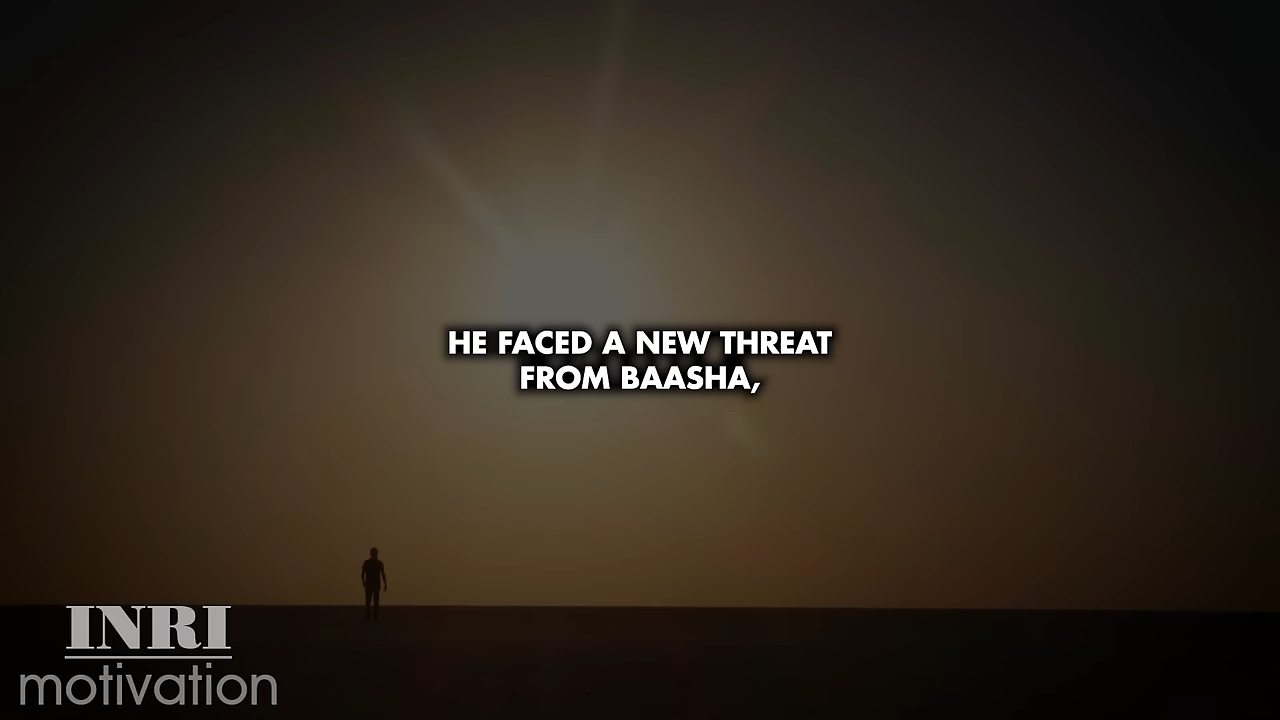 HE FACED A NEW THREAT
FROM BAASHA,
INRI
motivation